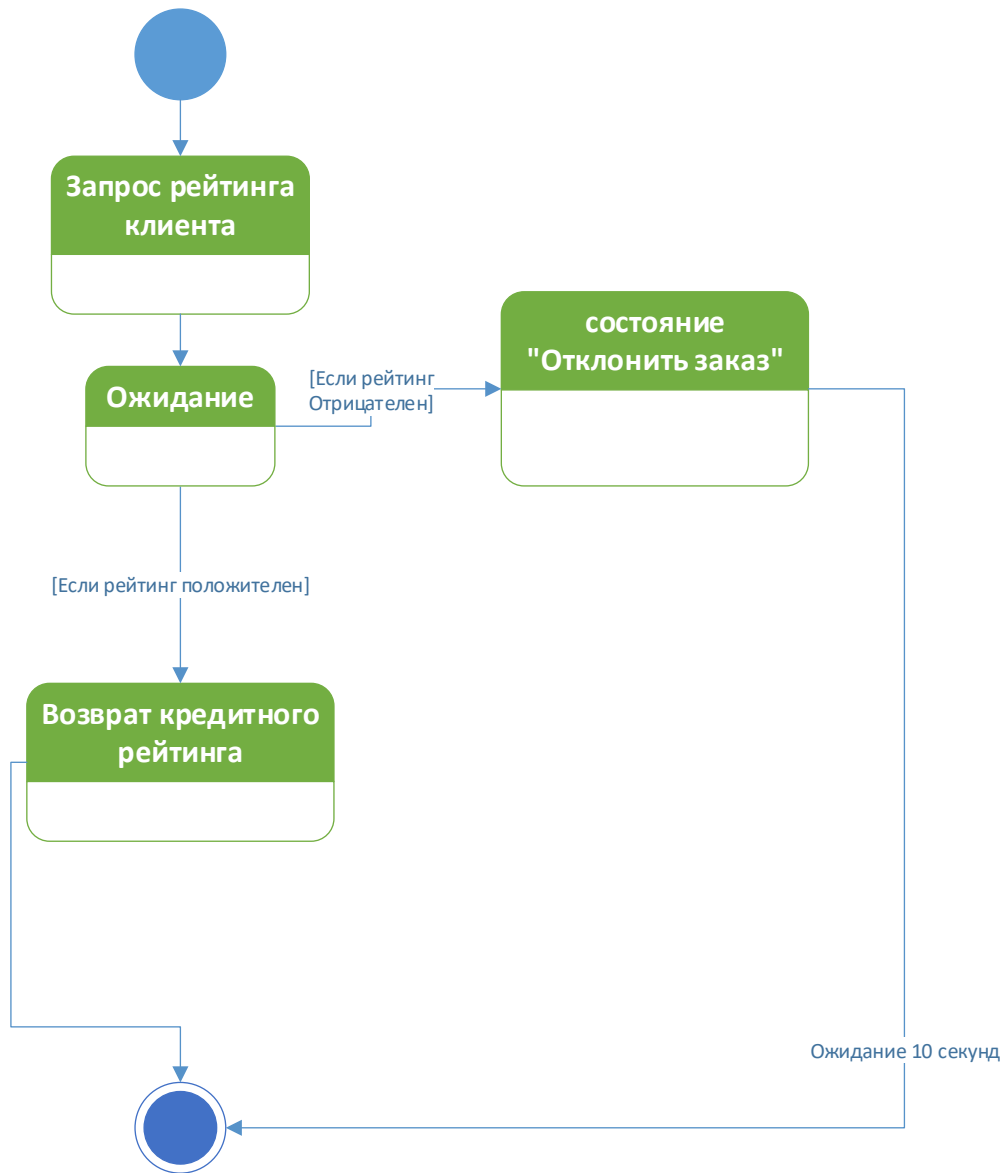 Запрос рейтинга
клиента
состояние
"Отклонить заказ"
Ожидание
[Если рейтинг
Отрицателен]
[Если рейтинг положителен]
Возврат кредитного
рейтинга
Ожидание 10 секунд